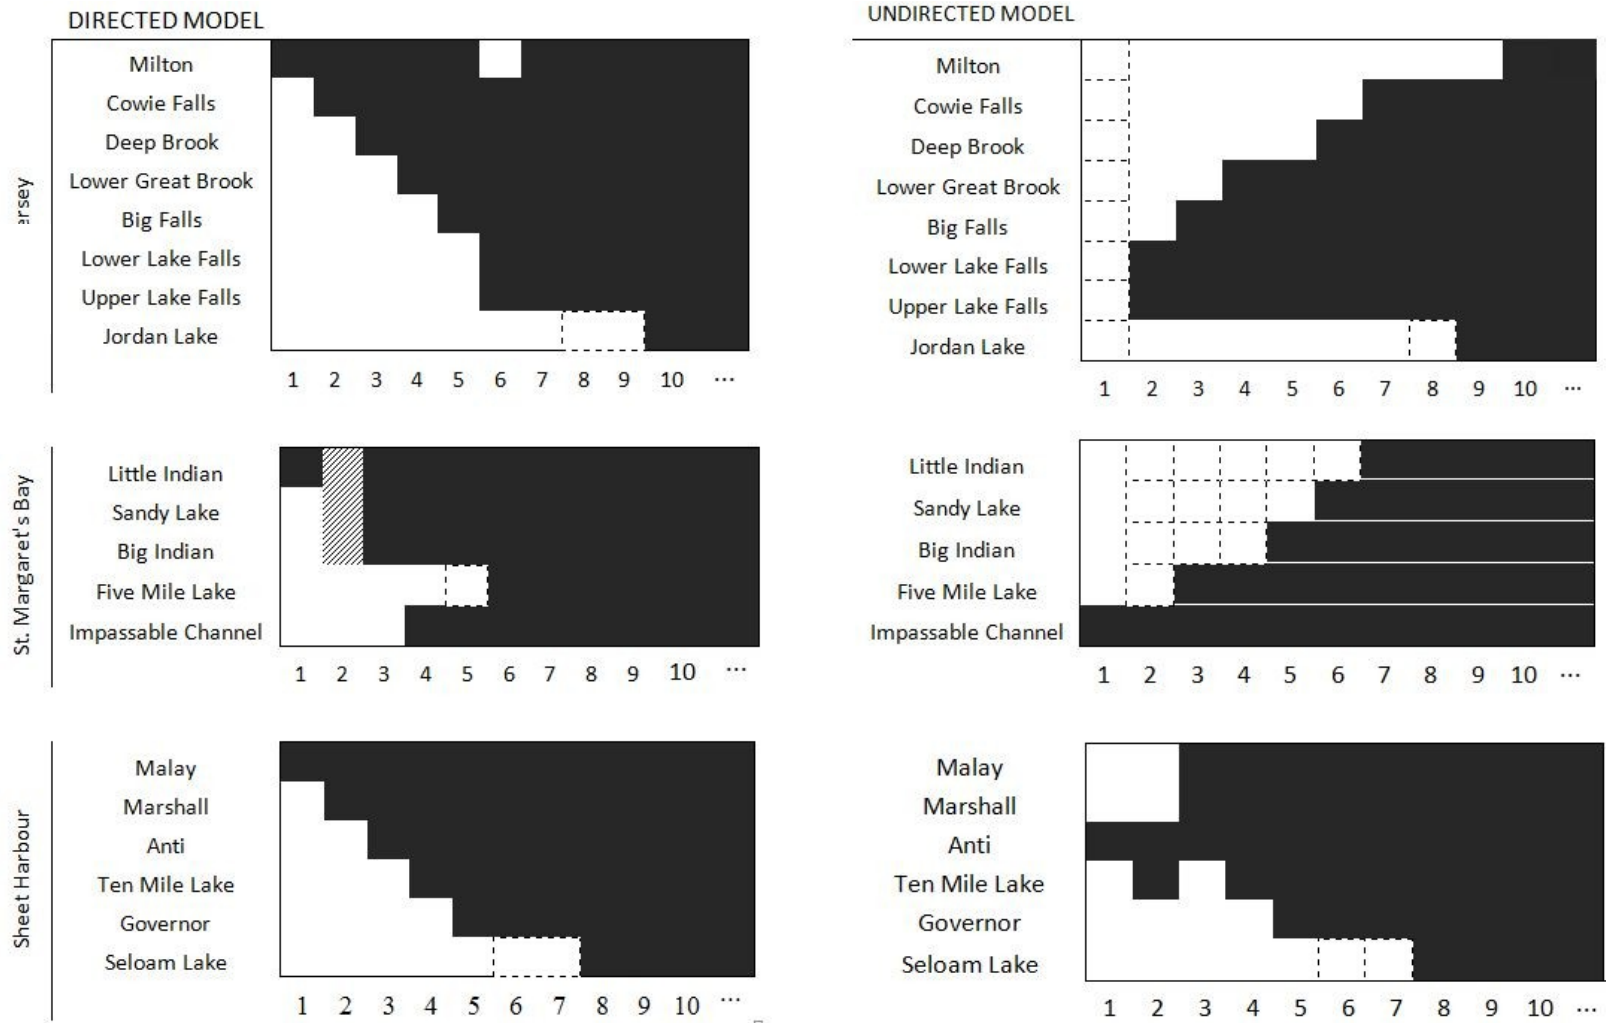 DIRECTED MODEL
Milton
Cowie Falls
Deep Brook
Lower Great Brook
Big Falls
Lower Lake Falls
Upper Lake Falls
Jordan Lake
1 2 3 4 5 6 7 8 9 10 ...
UNDIRECTED MODEL
Milton
Cowie Falls
Deep Brook
Lower Great Brook
Big Falls
Lower Lake Falls
Upper Lake Falls
Jordan Lake
1 2 3 4 5 6 7 8 9 10 ...
St. Margaret's Bay
Little Indian
Sandy Lake
Big Indian
Five Mile Lake
Impassable Channel
1 2 3 4 5 6 7 8 9 10 ...
Little Indian
Sandy Lake
Big Indian
Five Mile Lake
Impassable Channel
1 2 3 4 5 6 7 8 9 10 ...
Sheet Harbour
Malay
Marshall
Anti
Ten Mile Lake
Governor
Seloam Lake
1 2 3 4 5 6 7 8 9 10 ...
Malay
Marshall
Anti
Ten Mile Lake
Governor
Seloam Lake
1 2 3 4 5 6 7 8 9 10 ...